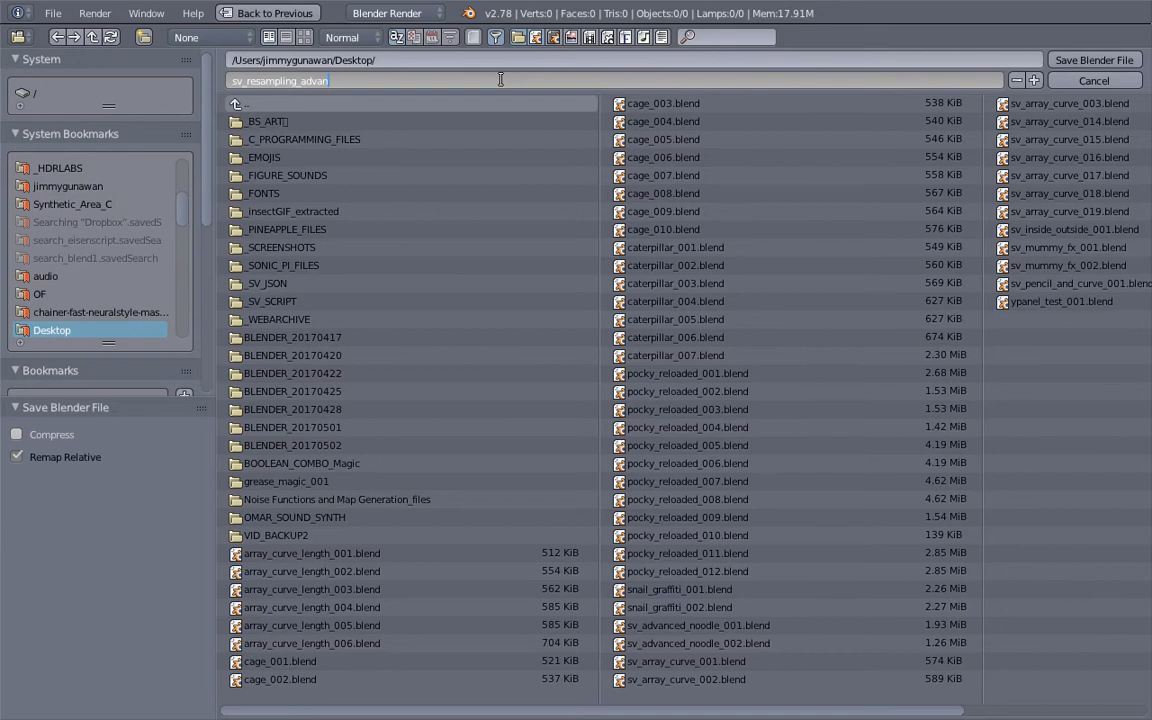 File Render Window Help Back to Previous Blender Render v2.78 | Verts:0 | Faces:0 | Tris:0 | Objects:0/0 | Lamps:0/0 | Mem:17.91M
None Normal
System
/
System Bookmarks
_HDRLABS
jimmygunawan
Synthetic_Area_C
Searching "Dropbox".savedS
search_eisenscript.savedSea
search_blend1.savedSearch
audio
OF
chainer-fast-neuralstyle-mas...
Desktop
Bookmarks
Save Blender File
Compress
Remap Relative
/Users/jimmygunawan/Desktop/ Save Blender File
sv_resampling_advan Cancel
..
_BS_ART
_C_PROGRAMMING_FILES
_EMOJIS
_FIGURE_SOUNDS
_FONTS
_insectGIF_extracted
_PINEAPPLE_FILES
_SCREENSHOTS
_SONIC_PI_FILES
_SV_JSON
_SV_SCRIPT
_WEBARCHIVE
BLENDER_20170417
BLENDER_20170420
BLENDER_20170422
BLENDER_20170425
BLENDER_20170428
BLENDER_20170501
BLENDER_20170502
BOOLEAN_COMBO_Magic
grease_magic_001
Noise Functions and Map Generation_files
OMAR_SOUND_SYNTH
VID_BACKUP2
array_curve_length_001.blend 512 KiB
array_curve_length_002.blend 554 KiB
array_curve_length_003.blend 562 KiB
array_curve_length_004.blend 585 KiB
array_curve_length_005.blend 585 KiB
array_curve_length_006.blend 704 KiB
cage_001.blend 521 KiB
cage_002.blend 537 KiB
cage_003.blend 538 KiB
cage_004.blend 540 KiB
cage_005.blend 546 KiB
cage_006.blend 554 KiB
cage_007.blend 558 KiB
cage_008.blend 567 KiB
cage_009.blend 564 KiB
cage_010.blend 576 KiB
caterpillar_001.blend 549 KiB
caterpillar_002.blend 560 KiB
caterpillar_003.blend 569 KiB
caterpillar_004.blend 627 KiB
caterpillar_005.blend 627 KiB
caterpillar_006.blend 674 KiB
caterpillar_007.blend 2.30 MiB
pocky_reloaded_001.blend 2.68 MiB
pocky_reloaded_002.blend 1.53 MiB
pocky_reloaded_003.blend 1.53 MiB
pocky_reloaded_004.blend 1.42 MiB
pocky_reloaded_005.blend 4.19 MiB
pocky_reloaded_006.blend 4.19 MiB
pocky_reloaded_007.blend 4.62 MiB
pocky_reloaded_008.blend 4.62 MiB
pocky_reloaded_009.blend 1.54 MiB
pocky_reloaded_010.blend 139 KiB
pocky_reloaded_011.blend 2.85 MiB
pocky_reloaded_012.blend 2.85 MiB
snail_graffiti_001.blend 2.26 MiB
snail_graffiti_002.blend 2.27 MiB
sv_advanced_noodle_001.blend 1.93 MiB
sv_advanced_noodle_002.blend 1.26 MiB
sv_array_curve_001.blend 574 KiB
sv_array_curve_002.blend 589 KiB
sv_array_curve_003.blend
sv_array_curve_014.blend
sv_array_curve_015.blend
sv_array_curve_016.blend
sv_array_curve_017.blend
sv_array_curve_018.blend
sv_array_curve_019.blend
sv_inside_outside_001.blend
sv_mummy_fx_001.blend
sv_mummy_fx_002.blend
sv_pencil_and_curve_001.blend
ypanel_test_001.blend